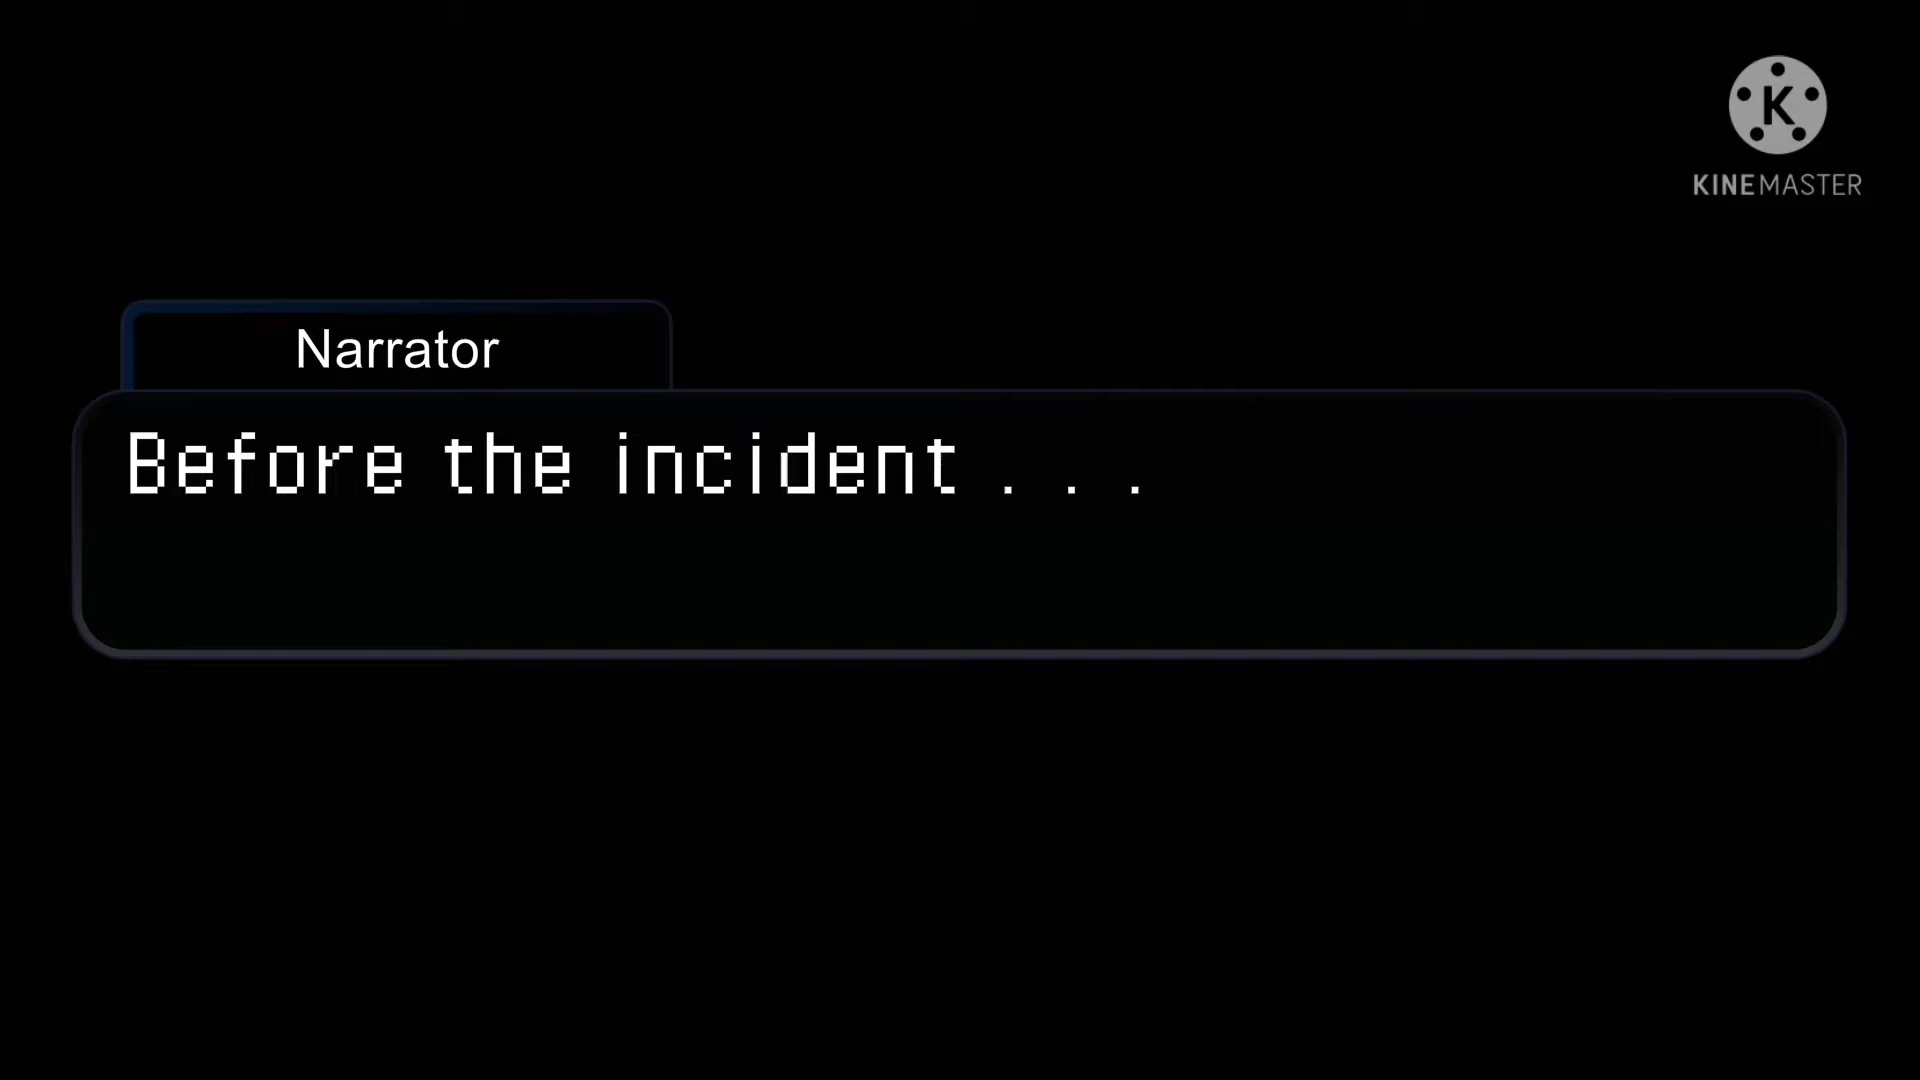 K
KINEMASTER
Narrator
Before the incident . . .